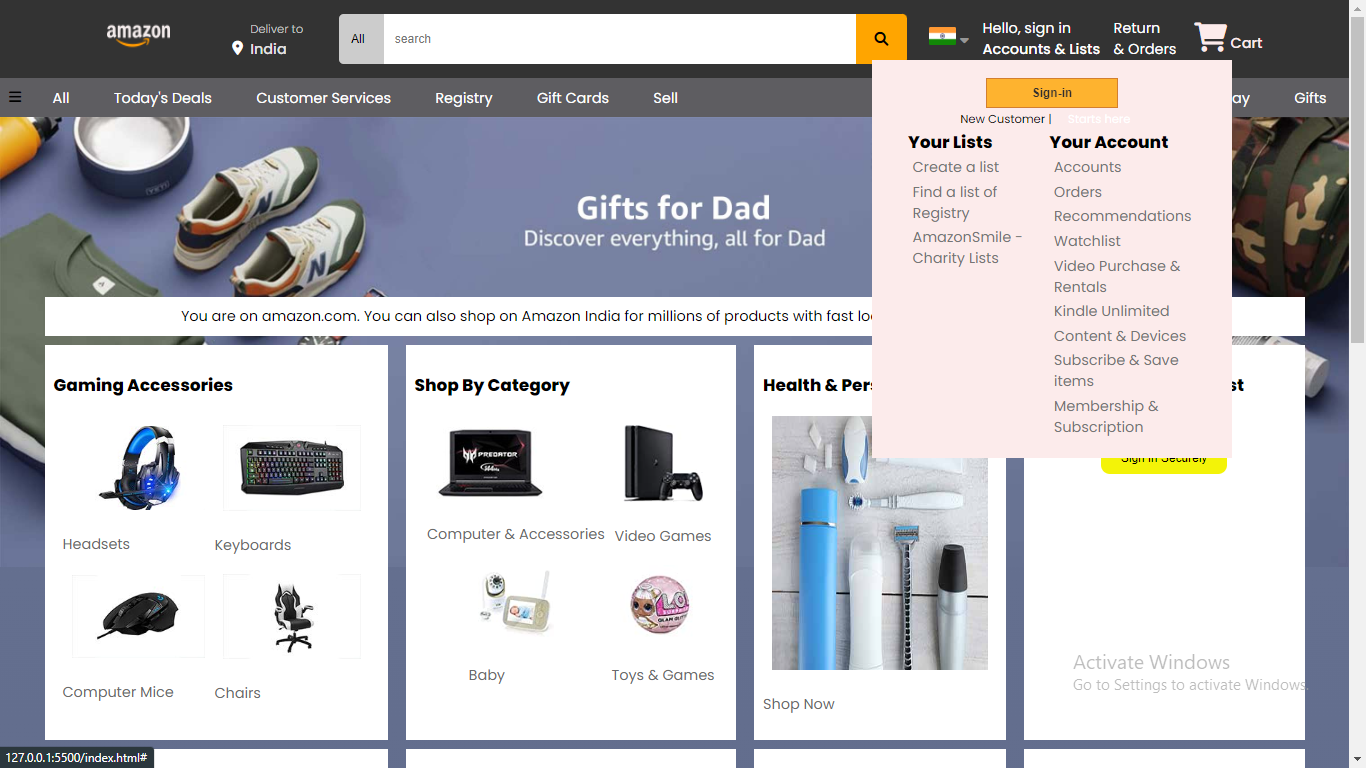 amazon
Deliver to
India
All
search
Hello, sign in
Accounts & Lists
Return
& Orders
Cart
All
Today's Deals
Customer Services
Registry
Gift Cards
Sell
ay
Gifts
Sign-in
New Customer |
Starts here
Your Lists
Create a list
Find a list of
Registry
AmazonSmile -
Charity Lists
Your Account
Accounts
Orders
Recommendations
Watchlist
Video Purchase &
Rentals
Kindle Unlimited
Content & Devices
Subscribe & Save
items
Membership &
Subscription
YETI
Gifts for Dad
Discover everything, all for Dad
You are on amazon.com. You can also shop on Amazon India for millions of products with fast lo
Gaming Accessories
Headsets
Keyboards
Computer Mice
Chairs
Shop By Category
PREDATOR
144Hz
Computer & Accessories
Video Games
Baby
L.O.L.
SURPRISE
Toys & Games
Health & Per
Shop Now
st
Sign in Securely
Activate Windows
Go to Settings to activate Windows.
127.0.0.1:5500/index.html#